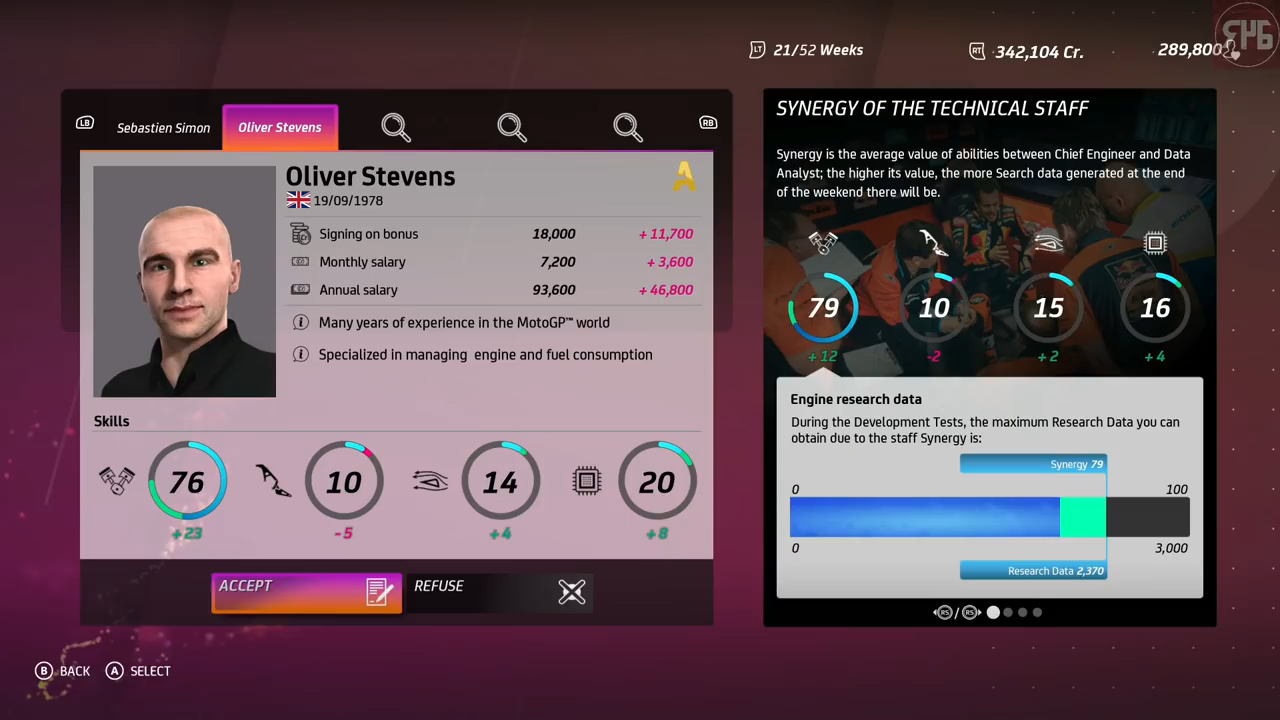 LT 21/52 Weeks
RT 342,104 Cr.
289,800
SYNERGY OF THE TECHNICAL STAFF
LB
Sebastien Simon
Oliver Stevens
RB
Synergy is the average value of abilities between Chief Engineer and Data
Analyst; the higher its value, the more Search data generated at the end
of the weekend there will be.
Oliver Stevens
A
19/09/1978
Signing on bonus 18,000 + 11,700
Monthly salary 7,200 + 3,600
Annual salary 93,600 + 46,800
Many years of experience in the MotoGP™ world
Specialized in managing engine and fuel consumption
79 10 15 16
+ 12 -2 + 2 + 4
Engine research data
During the Development Tests, the maximum Research Data you can
obtain due to the staff Synergy is:
Synergy 79
0 100
0 3,000
Research Data 2,370
RS / RS
Skills
76 10 14 20
+ 23 - 5 + 4 + 8
ACCEPT
REFUSE
B BACK A SELECT